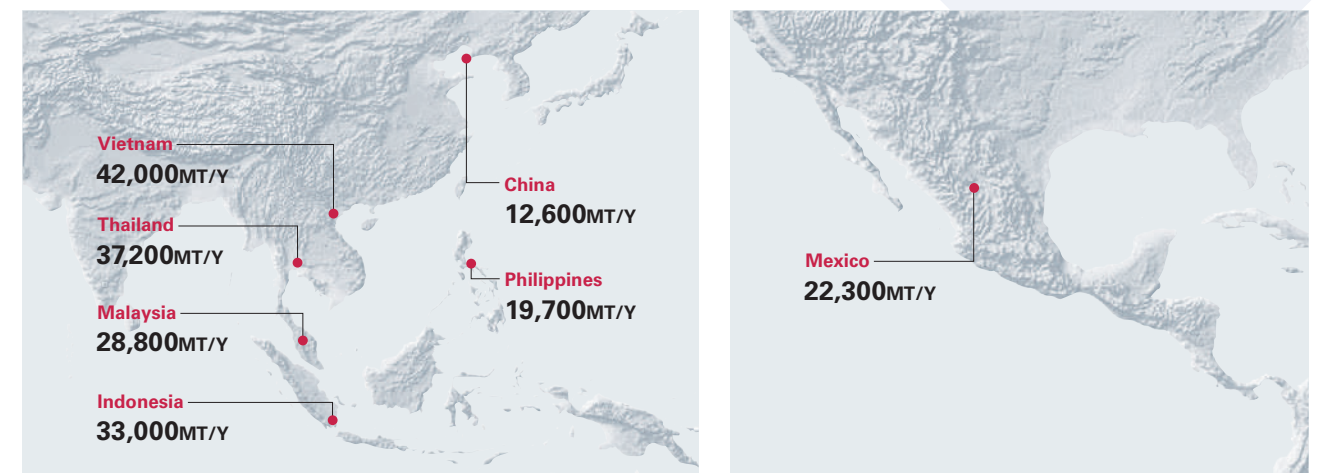 Vietnam
42,000MT/Y
Thailand
37,200MT/Y
Malaysia
28,800MT/Y
Indonesia
33,000MT/Y
China
12,600MT/Y
Philippines
19,700MT/Y
Mexico
22,300MT/Y